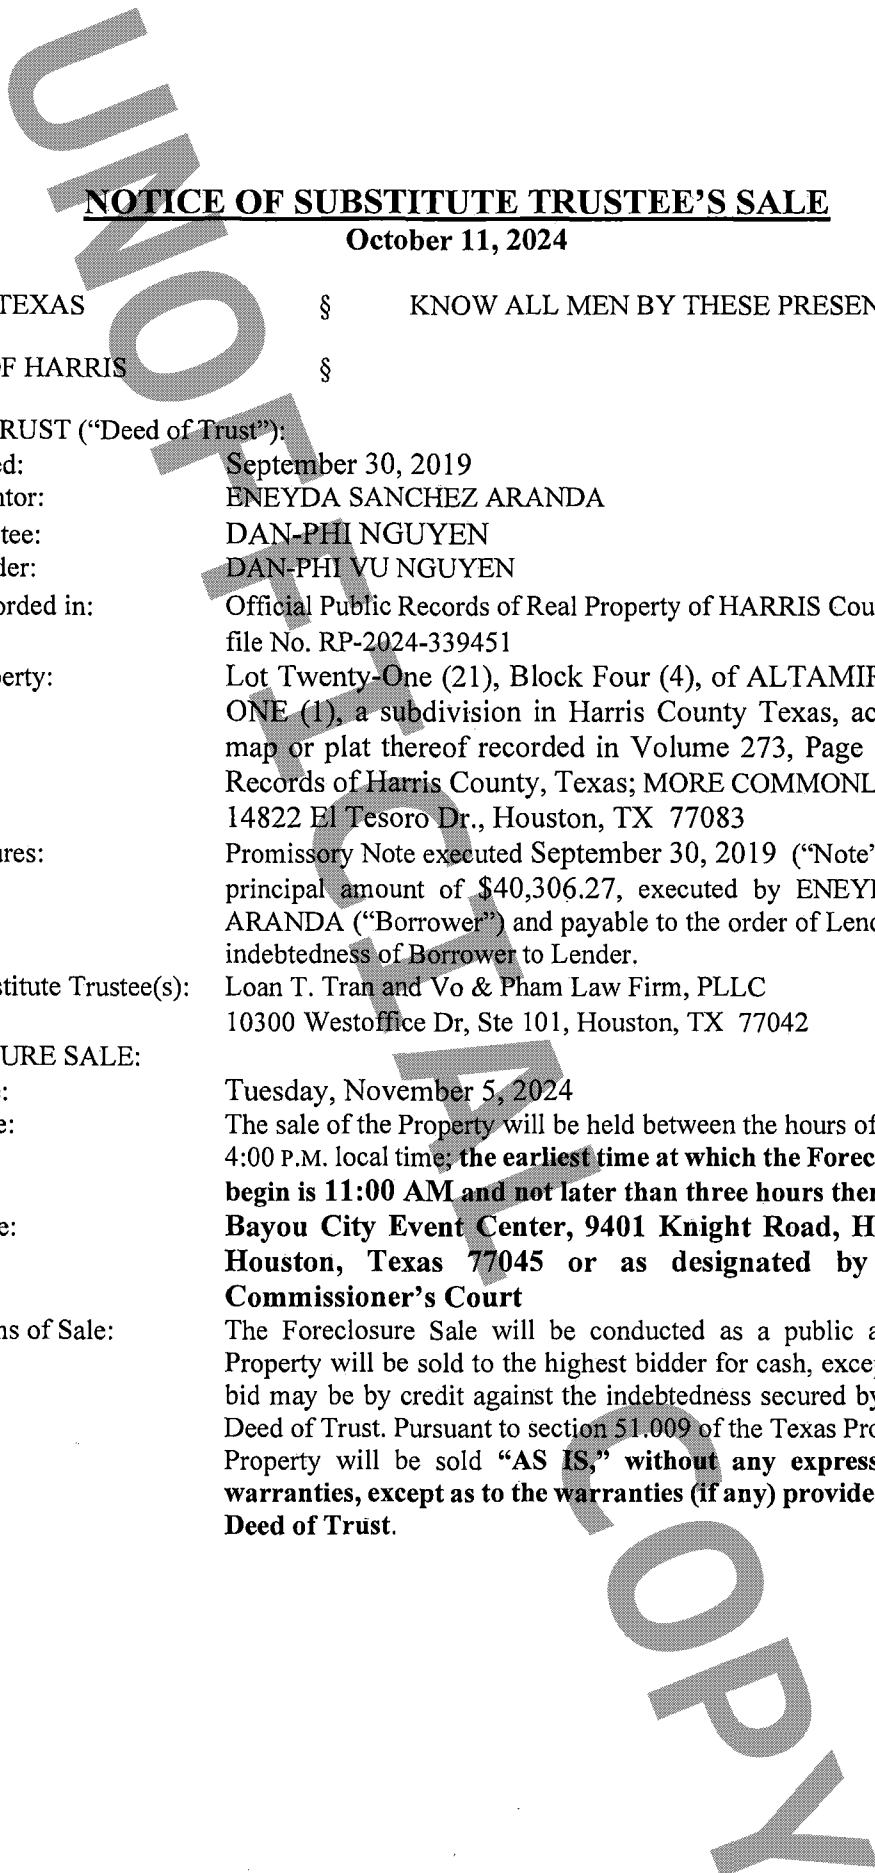 NOTICE OF SUBSTITUTE TRUSTEE'S SALE
October 11, 2024
TEXAS § KNOW ALL MEN BY THESE PRESEN
F HARRIS §
RUST (“Deed of Trust”):
ed: September 30, 2019
ntor: ENEYDA SANCHEZ ARANDA
tee: DAN-PHI NGUYEN
der: DAN-PHI VU NGUYEN
orded in: Official Public Records of Real Property of HARRIS Cou
file No. RP-2024-339451
perty: Lot Twenty-One (21), Block Four (4), of ALTAMIR
ONE (1), a subdivision in Harris County Texas, ac
map or plat thereof recorded in Volume 273, Page
Records of Harris County, Texas; MORE COMMONL
14822 El Tesoro Dr., Houston, TX 77083
ures: Promissory Note executed September 30, 2019 (“Note”
principal amount of $40,306.27, executed by ENEYI
ARANDA (“Borrower”) and payable to the order of Lend
indebtedness of Borrower to Lender.
stitute Trustee(s): Loan T. Tran and Vo & Pham Law Firm, PLLC
10300 Westoffice Dr, Ste 101, Houston, TX 77042
URE SALE:
: Tuesday, November 5, 2024
e: The sale of the Property will be held between the hours of
4:00 P.M. local time; the earliest time at which the Forec
begin is 11:00 AM and not later than three hours ther
e: Bayou City Event Center, 9401 Knight Road, H
Houston, Texas 77045 or as designated by
Commissioner's Court
ns of Sale: The Foreclosure Sale will be conducted as a public a
Property will be sold to the highest bidder for cash, exce
bid may be by credit against the indebtedness secured by
Deed of Trust. Pursuant to section 51.009 of the Texas Pro
Property will be sold “AS IS,” without any express
warranties, except as to the warranties (if any) provide
Deed of Trust.
UNOFFICIAL COPY